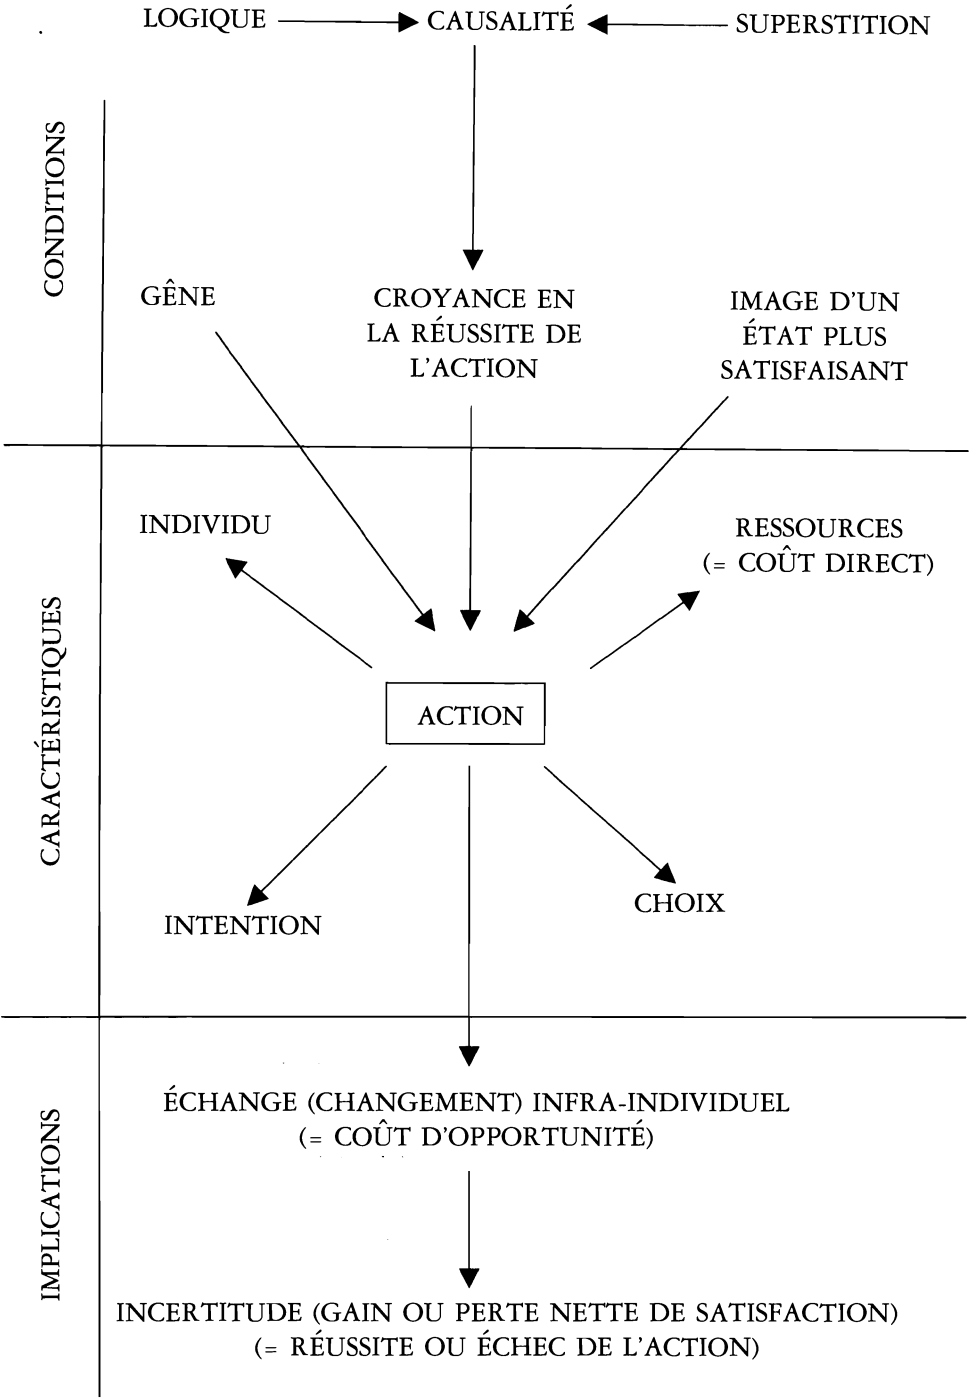 LOGIQUE CAUSALITÉ SUPERSTITION
CONDITIONS
GÊNE
CROYANCE EN
LA RÉUSSITE DE
L'ACTION
IMAGE D'UN
ÉTAT PLUS
SATISFAISANT
CARACTÉRISTIQUES
INDIVIDU
RESSOURCES
(= COÛT DIRECT)
ACTION
INTENTION
CHOIX
IMPLICATIONS
ÉCHANGE (CHANGEMENT) INFRA-INDIVIDUEL
(= COÛT D'OPPORTUNITÉ)
INCERTITUDE (GAIN OU PERTE NETTE DE SATISFACTION)
(= RÉUSSITE OU ÉCHEC DE L'ACTION)